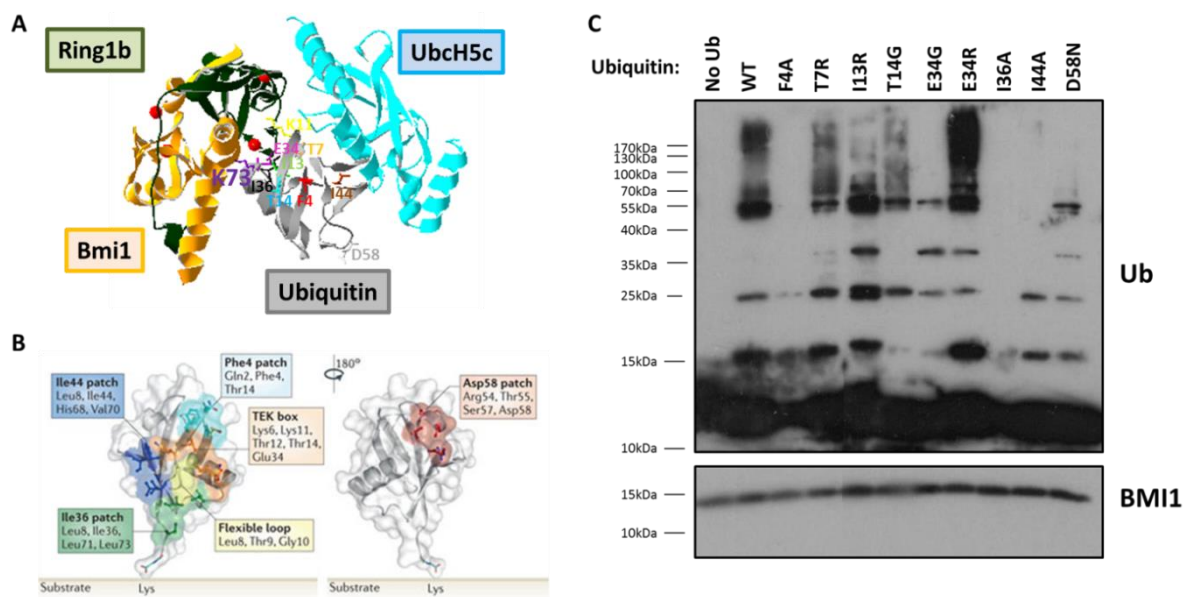 A
Ring1b
UbcH5c
K11
E34
T7
K73
I36
T14
F4
I44
D58
Bmi1
Ubiquitin
B
180°
Phe4 patch
Gln2, Phe4,
Thr14
Ile44 patch
Leu8, Ile44,
His68, Val70
TEK box
Lys6, Lys11,
Thr12, Thr14,
Glu34
Ile36 patch
Leu8, Ile36,
Leu71, Leu73
Flexible loop
Leu8, Thr9, Gly10
Asp58 patch
Arg54, Thr55,
Ser57, Asp58
Substrate Lys
Substrate Lys
C
Ubiquitin: No Ub WT F4A T7R I13R T14G E34G E34R I36A I44A D58N
170kDa
130kDa
100kDa
70kDa
55kDa
40kDa
35kDa
25kDa
15kDa
10kDa
Ub
15kDa
10kDa
BMI1